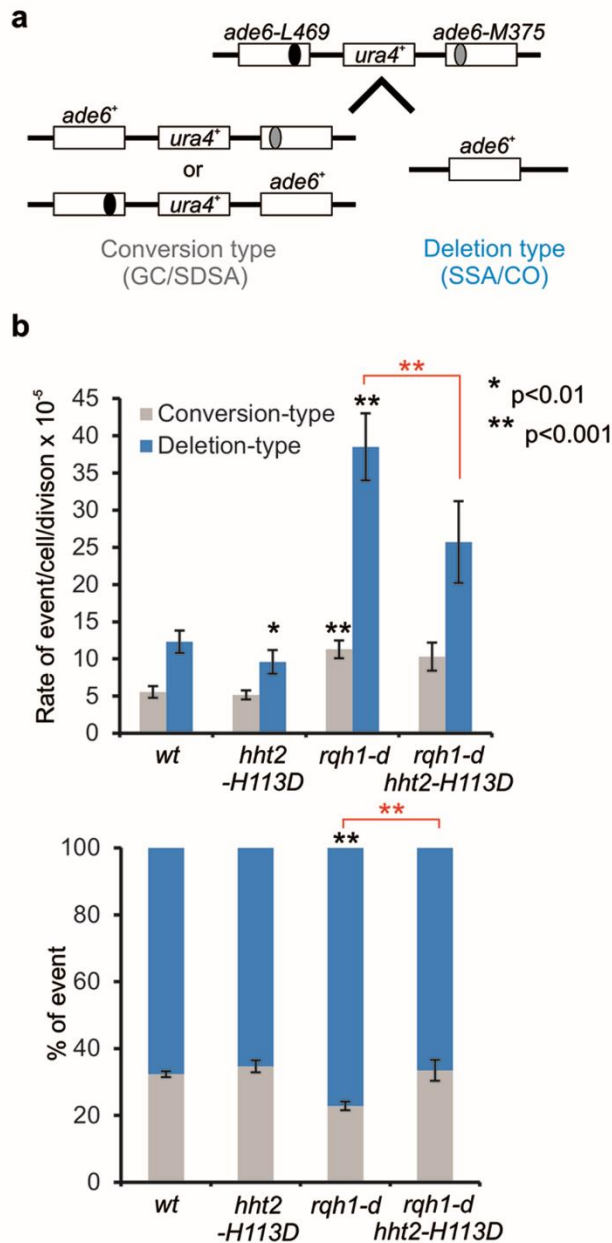 a
ade6-L469 ade6-M375
ura4⁺
ade6⁺
ura4⁺
or
ade6⁺
ura4⁺
Conversion type
(GC/SDSA)
ade6⁺
Deletion type
(SSA/CO)
b
Rate of event/cell/divison x 10⁻⁵
45
40
35
30
25
20
15
10
5
0
Conversion-type
Deletion-type
*
**
**
**
* p<0.01
** p<0.001
wt
hht2
-H113D
rqh1-d
rqh1-d
hht2-H113D
% of event
100
80
60
40
20
0
**
**
wt
hht2
-H113D
rqh1-d
rqh1-d
hht2-H113D